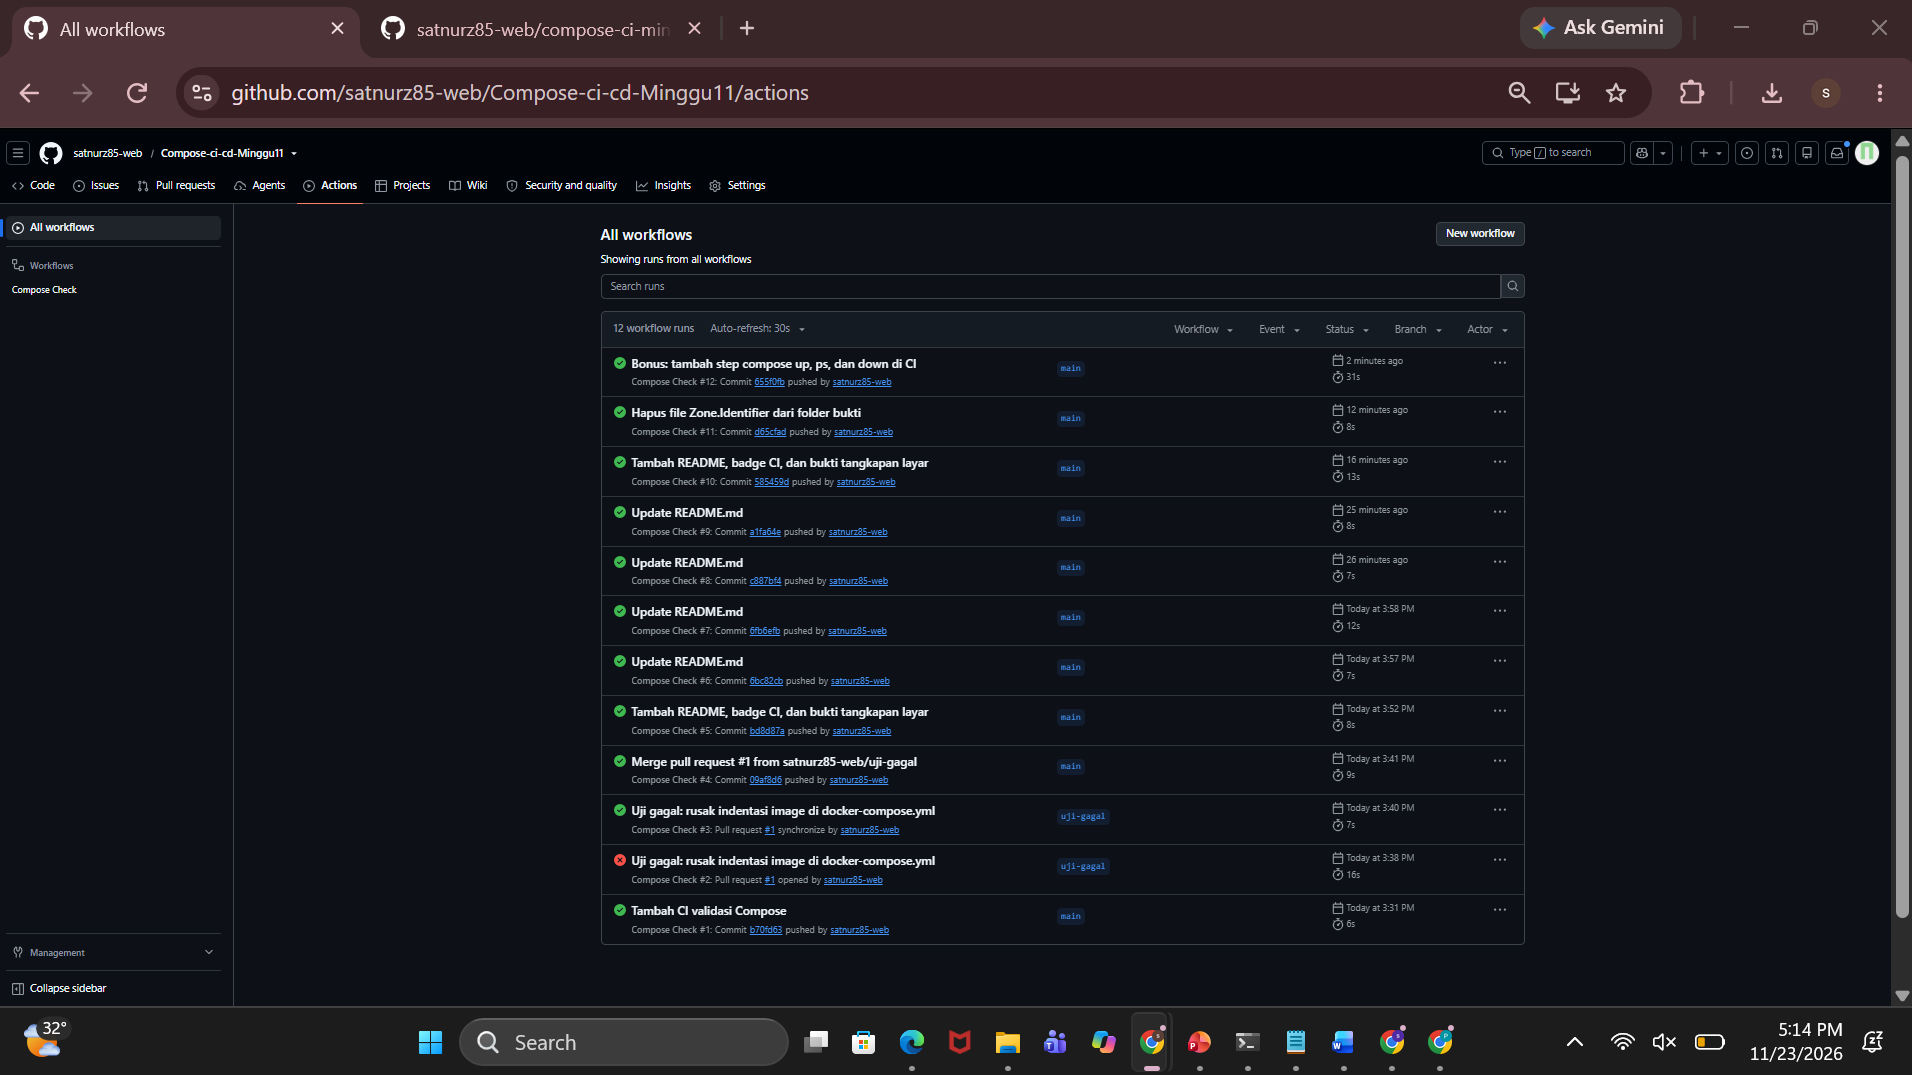 All workflows
satnurz85-web/compose-ci-min
Ask Gemini
github.com/satnurz85-web/Compose-ci-cd-Minggu11/actions
S
satnurz85-web / Compose-ci-cd-Minggu11
Type / to search
Code
Issues
Pull requests
Agents
Actions
Projects
Wiki
Security and quality
Insights
Settings
All workflows
Workflows
Compose Check
Management
Collapse sidebar
All workflows
New workflow
Showing runs from all workflows
Search runs
12 workflow runs
Auto-refresh: 30s
Workflow
Event
Status
Branch
Actor
Bonus: tambah step compose up, ps, dan down di CI
Compose Check #12: Commit 655f0fb pushed by satnurz85-web
main
2 minutes ago
31s
Hapus file Zone.Identifier dari folder bukti
Compose Check #11: Commit d65cfad pushed by satnurz85-web
main
12 minutes ago
8s
Tambah README, badge CI, dan bukti tangkapan layar
Compose Check #10: Commit 585459d pushed by satnurz85-web
main
16 minutes ago
13s
Update README.md
Compose Check #9: Commit a1fa64e pushed by satnurz85-web
main
25 minutes ago
8s
Update README.md
Compose Check #8: Commit c887bf4 pushed by satnurz85-web
main
26 minutes ago
7s
Update README.md
Compose Check #7: Commit 6fb6efb pushed by satnurz85-web
main
Today at 3:58 PM
12s
Update README.md
Compose Check #6: Commit 6bc82cb pushed by satnurz85-web
main
Today at 3:57 PM
7s
Tambah README, badge CI, dan bukti tangkapan layar
Compose Check #5: Commit bd8d87a pushed by satnurz85-web
main
Today at 3:52 PM
8s
Merge pull request #1 from satnurz85-web/uji-gagal
Compose Check #4: Commit 09af8d6 pushed by satnurz85-web
main
Today at 3:41 PM
9s
Uji gagal: rusak indentasi image di docker-compose.yml
Compose Check #3: Pull request #1 synchronize by satnurz85-web
uji-gagal
Today at 3:40 PM
7s
Uji gagal: rusak indentasi image di docker-compose.yml
Compose Check #2: Pull request #1 opened by satnurz85-web
uji-gagal
Today at 3:38 PM
16s
Tambah CI validasi Compose
Compose Check #1: Commit b70fd63 pushed by satnurz85-web
main
Today at 3:31 PM
6s
32°
Search
5:14 PM
11/23/2026